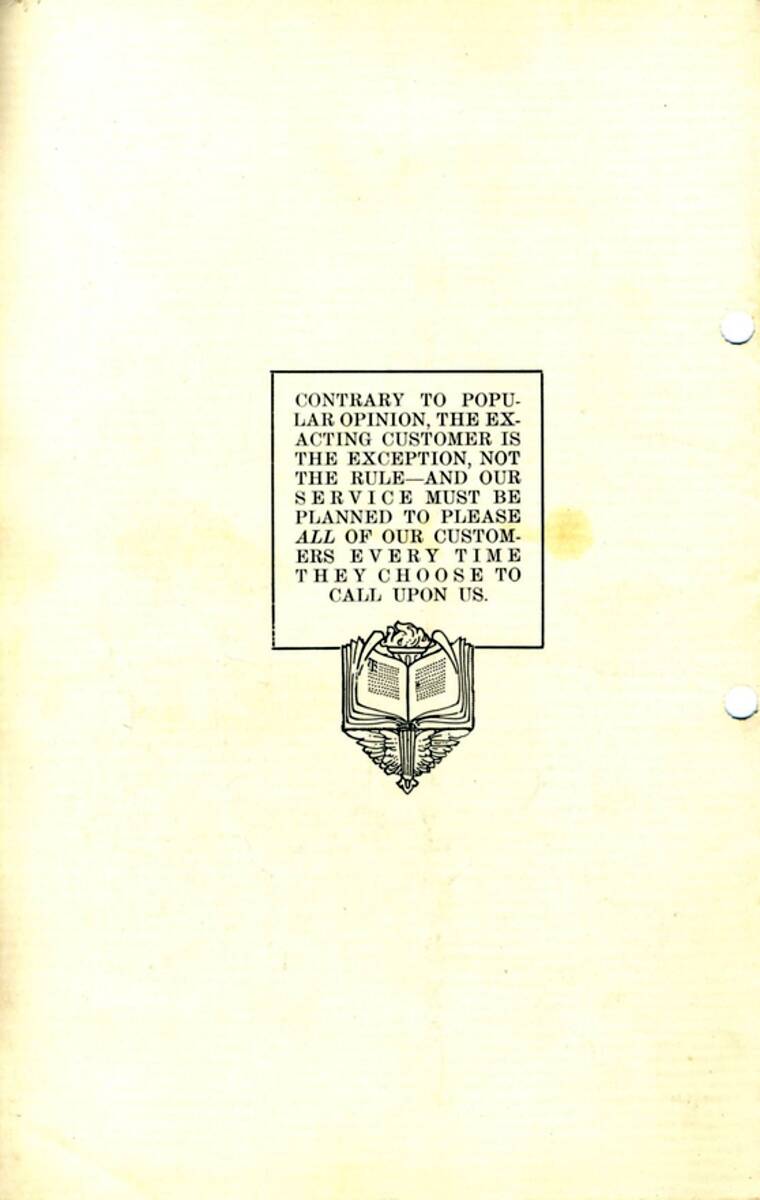 CONTRARY TO POPU-
LAR OPINION, THE EX-
ACTING CUSTOMER IS
THE EXCEPTION, NOT
THE RULE—AND OUR
SERVICE MUST BE
PLANNED TO PLEASE
ALL OF OUR CUSTOM-
ERS EVERY TIME
THEY CHOOSE TO
CALL UPON US.